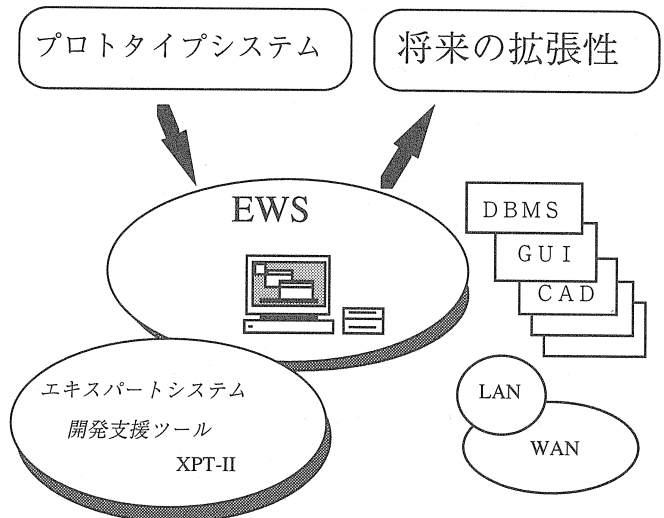 プロトタイプシステム
将来の拡張性
EWS
DBMS
GUI
CAD
エキスパートシステム
開発支援ツール
XPT-II
LAN
WAN